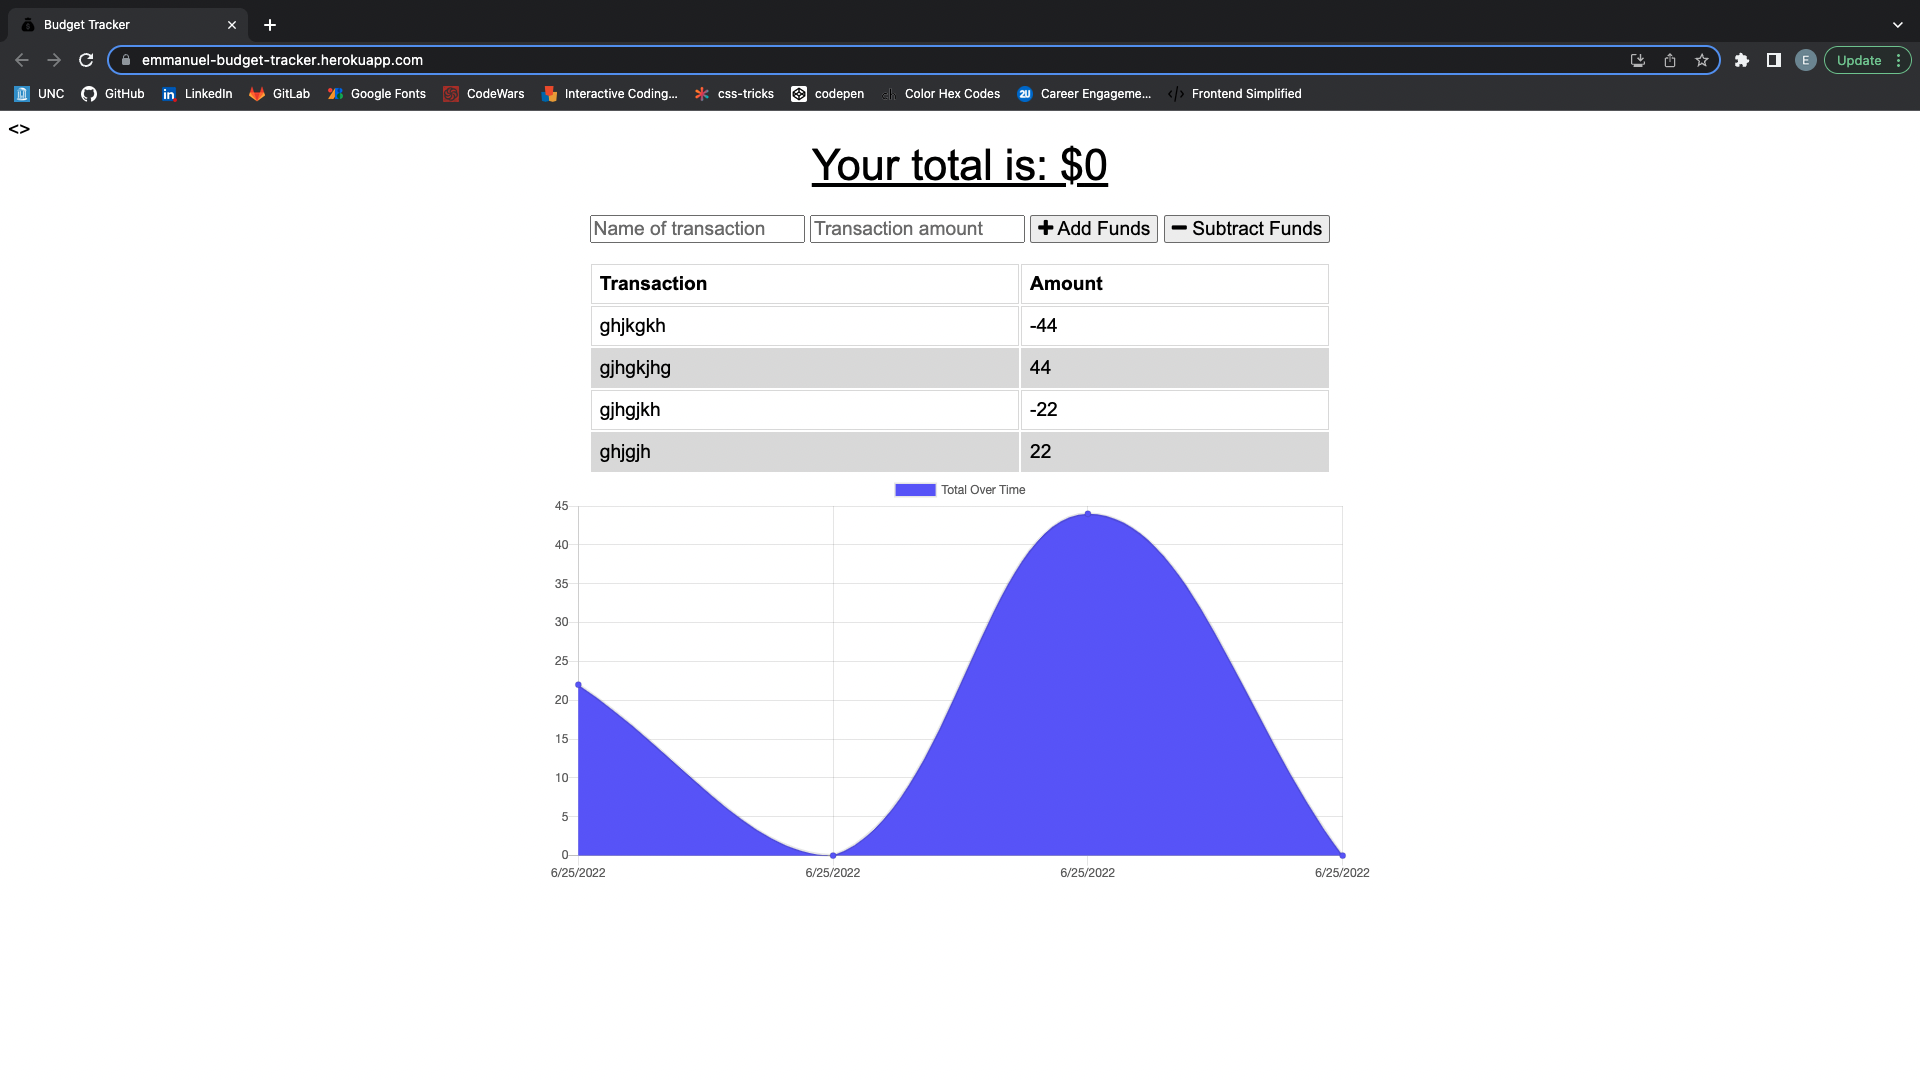 Budget Tracker
emmanuel-budget-tracker.herokuapp.com E Update
UNC GitHub in LinkedIn GitLab Google Fonts CodeWars Interactive Coding... css-tricks codepen ch Color Hex Codes 2U Career Engageme... </> Frontend Simplified
<>
Your total is: $0
Name of transaction Transaction amount Add Funds Subtract Funds
Transaction Amount
ghjkgkh -44
gjhgkjhg 44
gjhgjkh -22
ghjgjh 22
Total Over Time
45
40
35
30
25
20
15
10
5
0
6/25/2022 6/25/2022 6/25/2022 6/25/2022